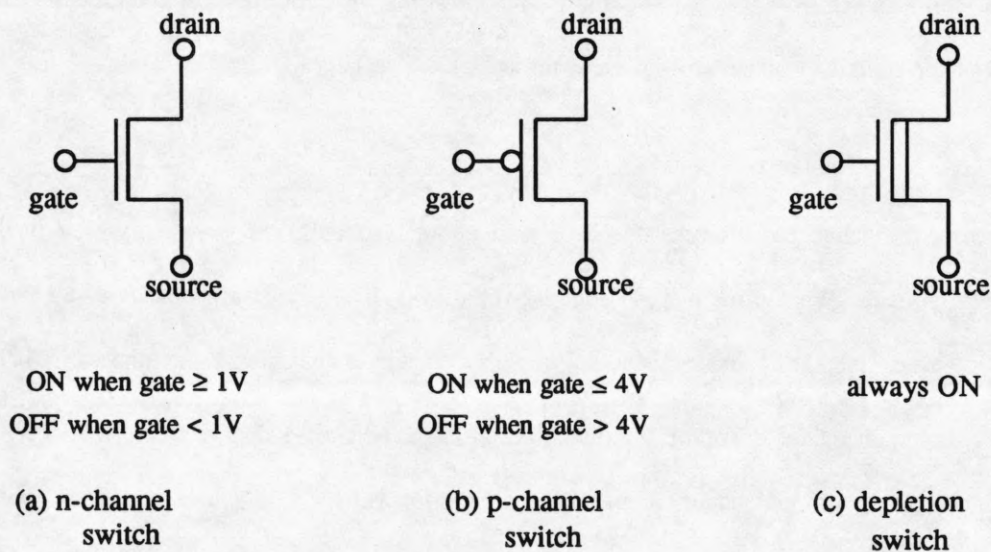 drain
gate
source
ON when gate ≥ 1V
OFF when gate < 1V
(a) n-channel
switch
drain
gate
source
ON when gate ≤ 4V
OFF when gate > 4V
(b) p-channel
switch
drain
gate
source
always ON
(c) depletion
switch